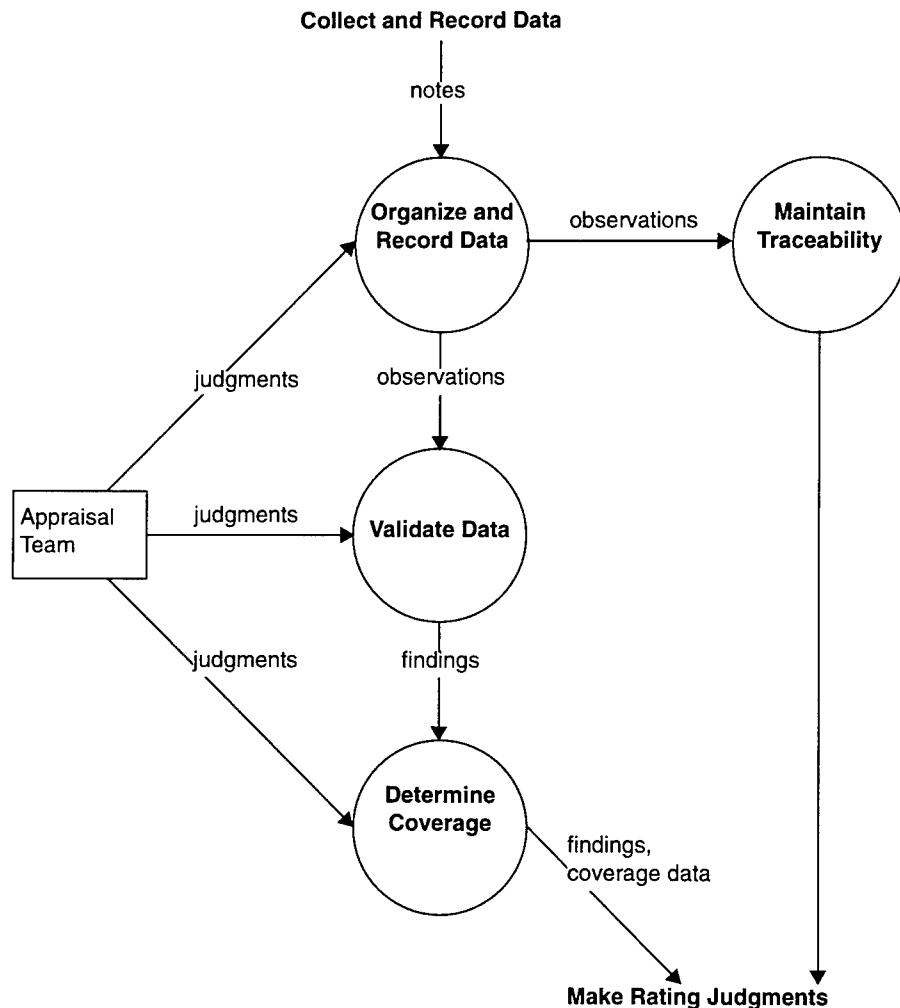 Collect and Record Data
notes
Organize and
Record Data
observations
Maintain
Traceability
judgments
observations
Appraisal
Team
judgments
Validate Data
judgments
findings
Determine
Coverage
findings,
coverage data
Make Rating Judgments